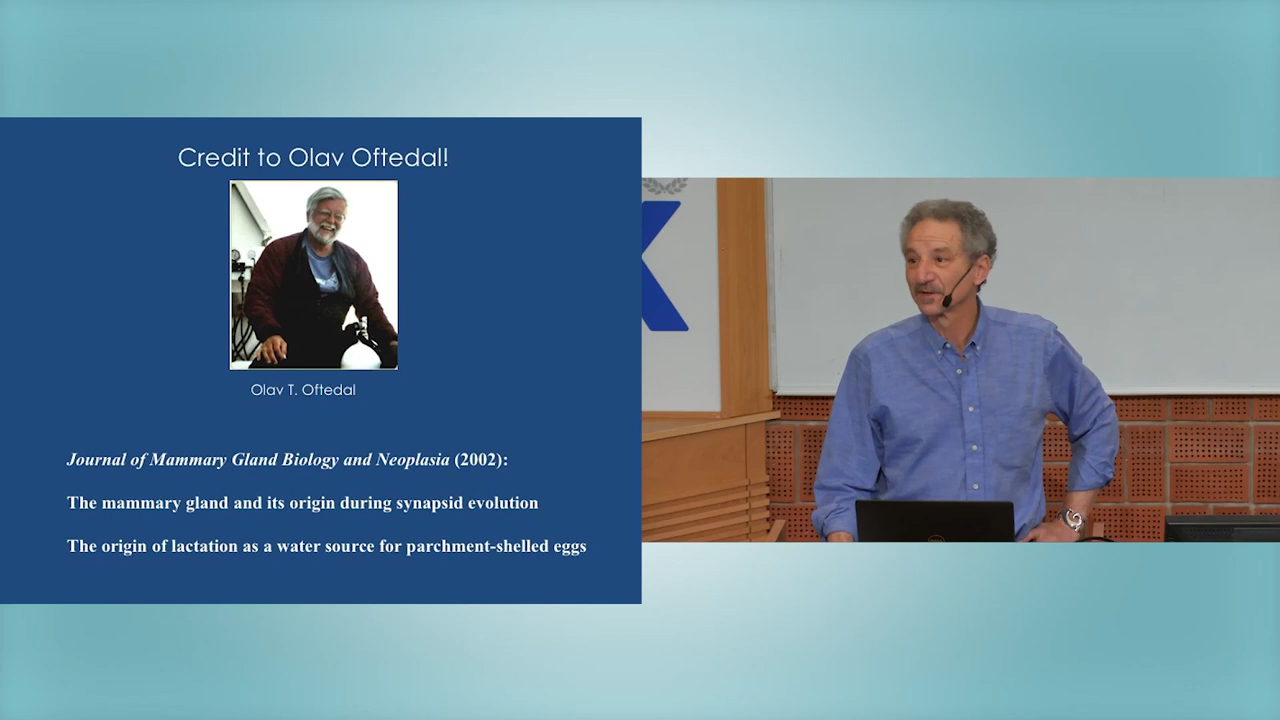 Credit to Olav Oftedal!
Olav T. Oftedal
Journal of Mammary Gland Biology and Neoplasia (2002):
The mammary gland and its origin during synapsid evolution
The origin of lactation as a water source for parchment-shelled eggs
K
DELL